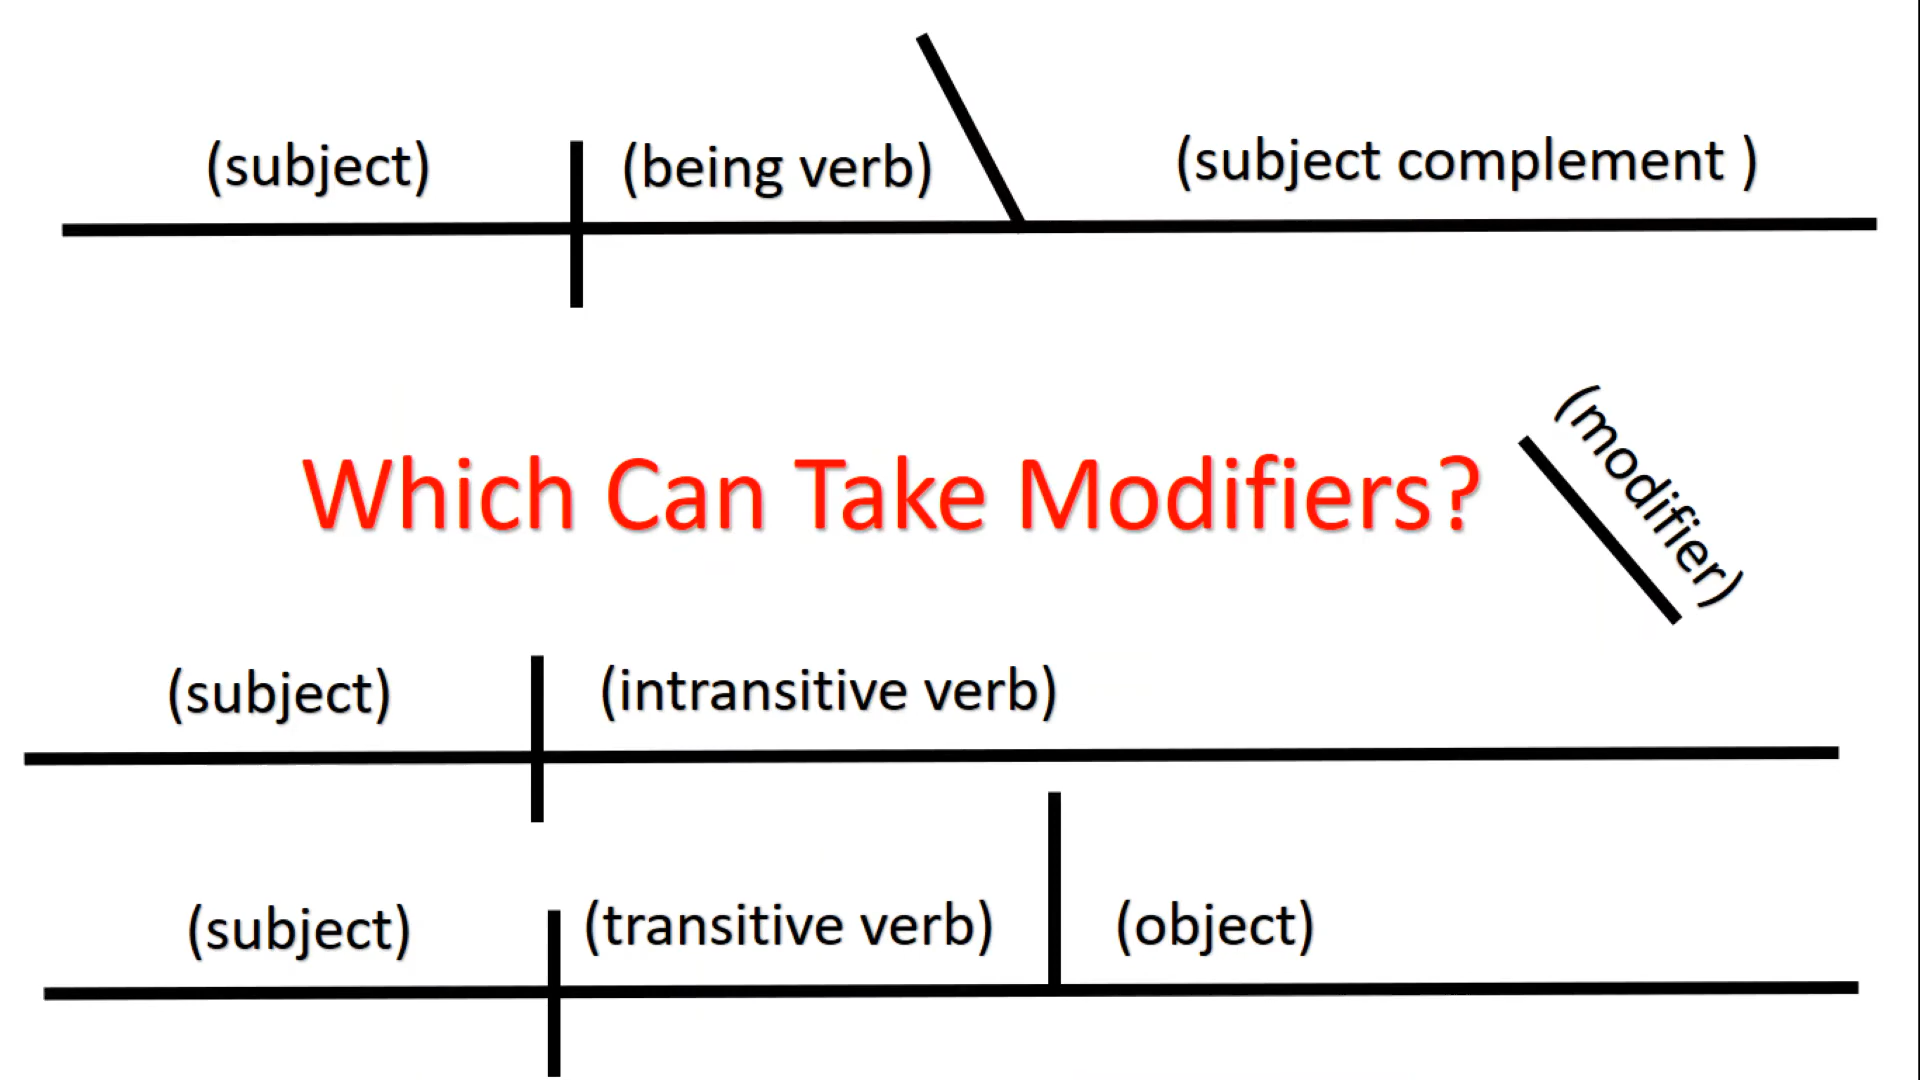 (subject) (being verb) (subject complement )
Which Can Take Modifiers?
(modifier)
(subject) (intransitive verb)
(subject) (transitive verb) (object)